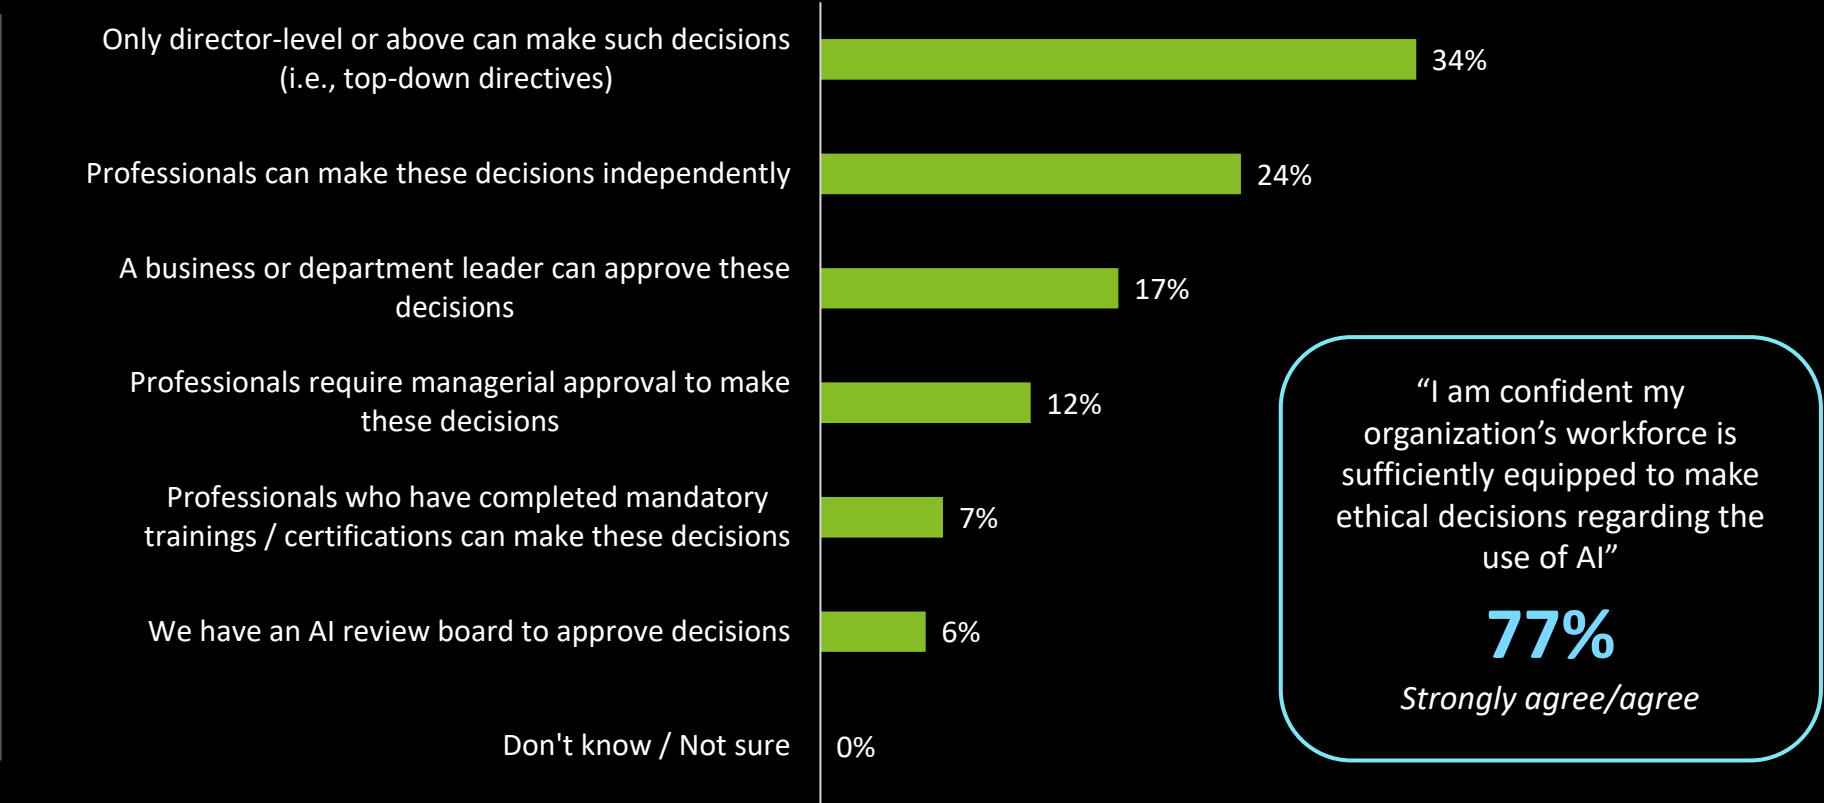 Only director-level or above can make such decisions
(i.e., top-down directives)
34%
Professionals can make these decisions independently
24%
A business or department leader can approve these
decisions
17%
Professionals require managerial approval to make
these decisions
12%
Professionals who have completed mandatory
trainings / certifications can make these decisions
7%
We have an AI review board to approve decisions
6%
Don't know / Not sure
0%
“I am confident my
organization’s workforce is
sufficiently equipped to make
ethical decisions regarding the
use of AI”
77%
Strongly agree/agree